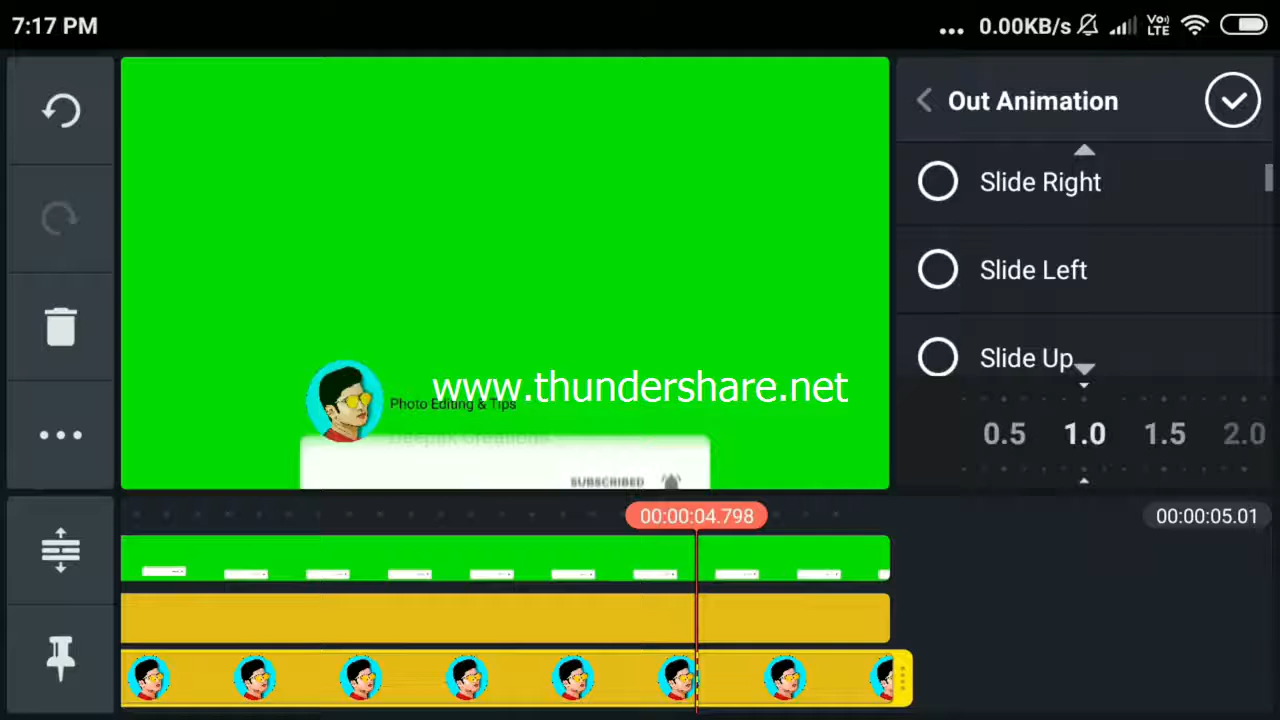 7:17 PM
0.00KB/s
Vo) LTE
Out Animation
Slide Right
Slide Left
Slide Up
0.5 1.0 1.5 2.0
www.thundershare.net
Photo Editing & Tips
Deepak Creations
SUBSCRIBED
00:00:04.798
00:00:05.01